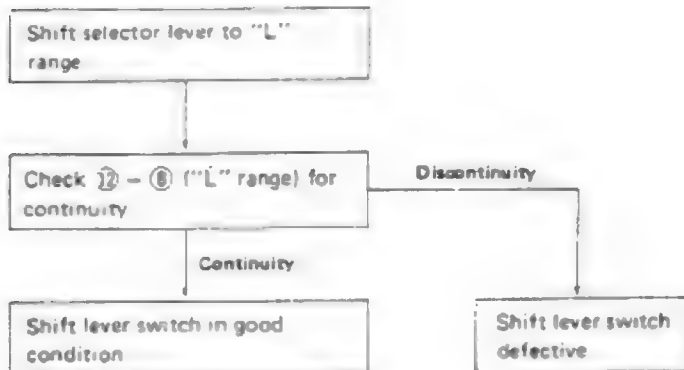 Shift selector lever to "L"
range
Check ⑫ – ⑧ ("L" range) for
continuity
Discontinuity
Continuity
Shift lever switch in good
condition
Shift lever switch
defective